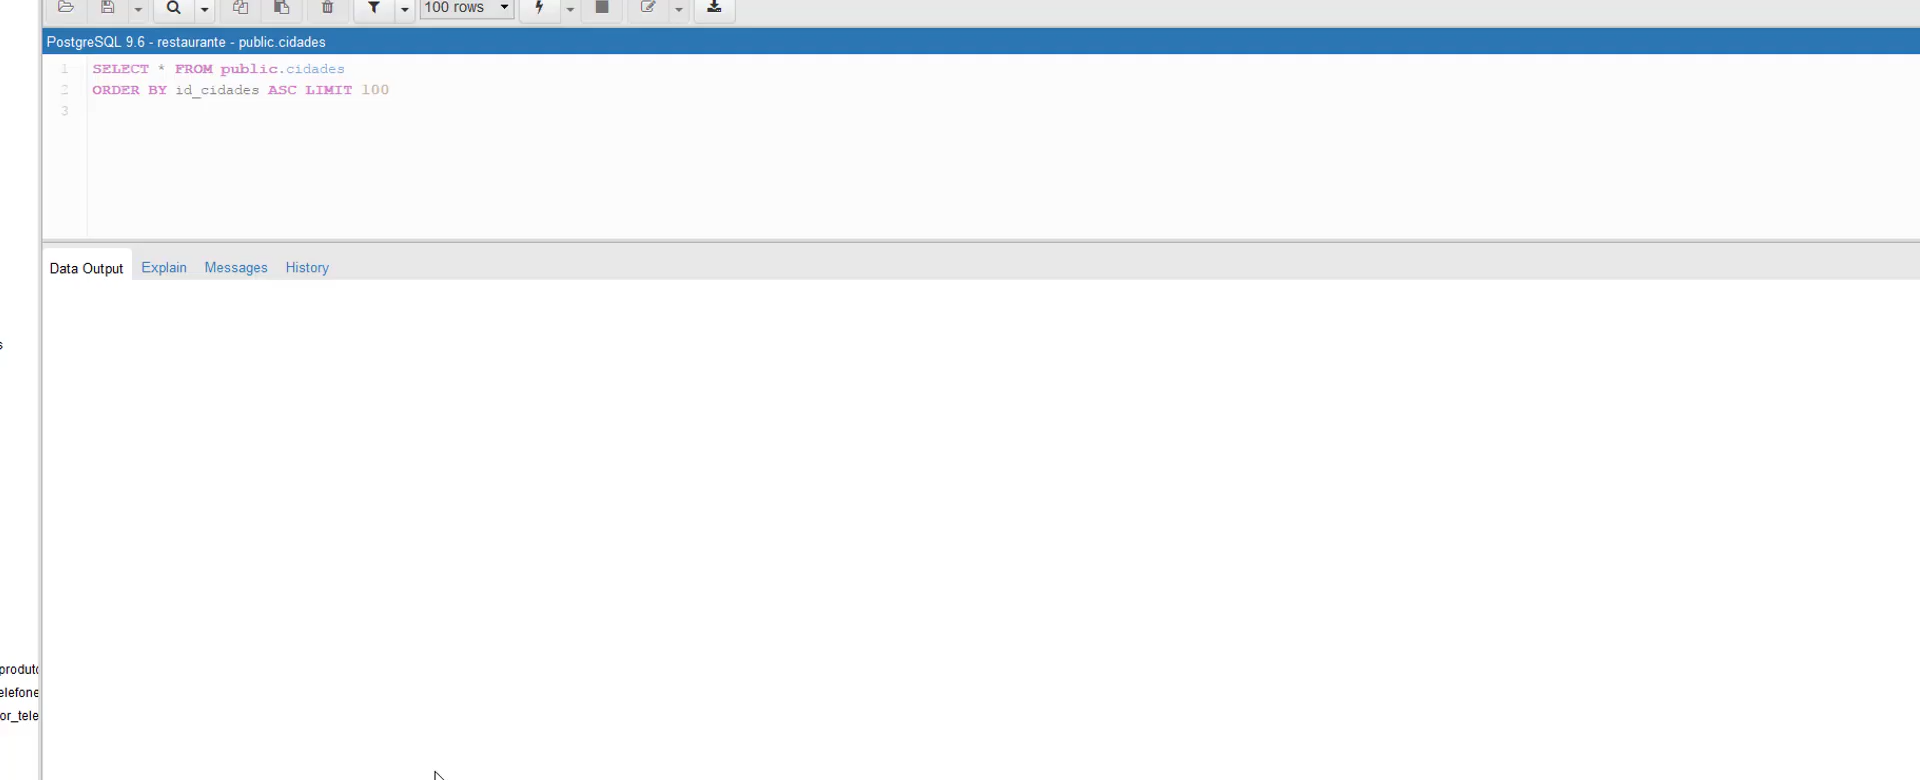 100 rows
PostgreSQL 9.6 - restaurante - public.cidades
1 SELECT * FROM public.cidades
2 ORDER BY id_cidades ASC LIMIT 100
3
Data Output Explain Messages History
s
produto
elefone
or_tele